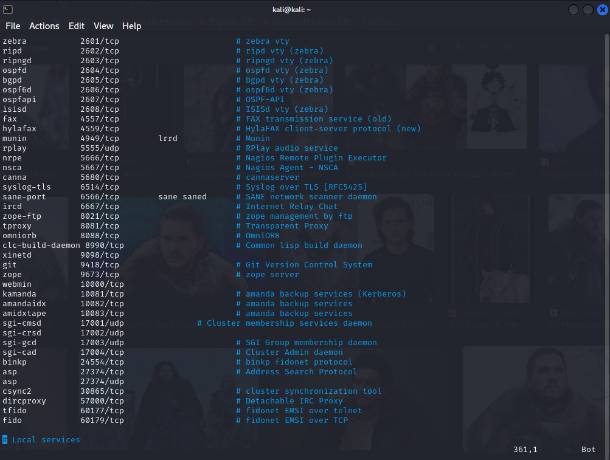 kali@kali: ~
File Actions Edit View Help
zebra 2601/tcp # zebra vty
ripd 2602/tcp # ripd vty (zebra)
ripngd 2603/tcp # ripngd vty (zebra)
ospfd 2604/tcp # ospfd vty (zebra)
bgpd 2605/tcp # bgpd vty (zebra)
ospf6d 2606/tcp # ospf6d vty (zebra)
ospfapi 2607/tcp # OSPF-API
isisd 2608/tcp # ISISd vty (zebra)
fax 4557/tcp # FAX transmission service (old)
hylafax 4559/tcp # HylaFAX client-server protocol (new)
munin 4949/tcp lrrd # Munin
rplay 5555/udp # RPlay audio service
nrpe 5666/tcp # Nagios Remote Plugin Executor
nsca 5667/tcp # Nagios Agent - NSCA
canna 5680/tcp # cannaserver
syslog-tls 6514/tcp # Syslog over TLS [RFC5425]
sane-port 6566/tcp sane saned # SANE network scanner daemon
ircd 6667/tcp # Internet Relay Chat
zope-ftp 8021/tcp # zope management by ftp
tproxy 8081/tcp # Transparent Proxy
omniorb 8088/tcp # OmniORB
clc-build-daemon 8990/tcp # Common lisp build daemon
xinetd 9098/tcp
git 9418/tcp # Git Version Control System
zope 9673/tcp # zope server
webmin 10000/tcp
kamanda 10081/tcp # amanda backup services (Kerberos)
amandaidx 10082/tcp # amanda backup services
amidxtape 10083/tcp # amanda backup services
sgi-cmsd 17001/udp # Cluster membership services daemon
sgi-crsd 17002/udp
sgi-gcd 17003/udp # SGI Group membership daemon
sgi-cad 17004/tcp # Cluster Admin daemon
binkp 24554/tcp # binkp fidonet protocol
asp 27374/tcp # Address Search Protocol
asp 27374/udp
csync2 30865/tcp # cluster synchronization tool
dircproxy 57000/tcp # Detachable IRC Proxy
tfido 60177/tcp # fidonet EMSI over telnet
fido 60179/tcp # fidonet EMSI over TCP
# Local services
361,1 Bot